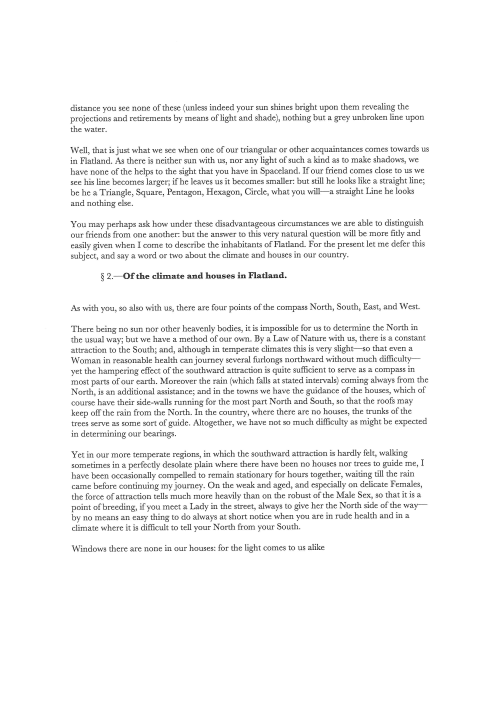 distance you see none of these (unless indeed your sun shines bright upon them revealing the
projections and retirements by means of light and shade), nothing but a grey unbroken line upon
the water.
Well, that is just what we see when one of our triangular or other acquaintances comes towards us
in Flatland. As there is neither sun with us, nor any light of such a kind as to make shadows, we
have none of the helps to the sight that you have in Spaceland. If our friend comes close to us we
see his line becomes larger; if he leaves us it becomes smaller: but still he looks like a straight line;
be he a Triangle, Square, Pentagon, Hexagon, Circle, what you will—a straight Line he looks
and nothing else.
You may perhaps ask how under these disadvantageous circumstances we are able to distinguish
our friends from one another: but the answer to this very natural question will be more fitly and
easily given when I come to describe the inhabitants of Flatland. For the present let me defer this
subject, and say a word or two about the climate and houses in our country.
§ 2.—Of the climate and houses in Flatland.
As with you, so also with us, there are four points of the compass North, South, East, and West.
There being no sun nor other heavenly bodies, it is impossible for us to determine the North in
the usual way; but we have a method of our own. By a Law of Nature with us, there is a constant
attraction to the South; and, although in temperate climates this is very slight—so that even a
Woman in reasonable health can journey several furlongs northward without much difficulty—
yet the hampering effect of the southward attraction is quite sufficient to serve as a compass in
most parts of our earth. Moreover the rain (which falls at stated intervals) coming always from the
North, is an additional assistance; and in the towns we have the guidance of the houses, which of
course have their side-walls running for the most part North and South, so that the roofs may
keep off the rain from the North. In the country, where there are no houses, the trunks of the
trees serve as some sort of guide. Altogether, we have not so much difficulty as might be expected
in determining our bearings.
Yet in our more temperate regions, in which the southward attraction is hardly felt, walking
sometimes in a perfectly desolate plain where there have been no houses nor trees to guide me, I
have been occasionally compelled to remain stationary for hours together, waiting till the rain
came before continuing my journey. On the weak and aged, and especially on delicate Females,
the force of attraction tells much more heavily than on the robust of the Male Sex, so that it is a
point of breeding, if you meet a Lady in the street, always to give her the North side of the way—
by no means an easy thing to do always at short notice when you are in rude health and in a
climate where it is difficult to tell your North from your South.
Windows there are none in our houses: for the light comes to us alike